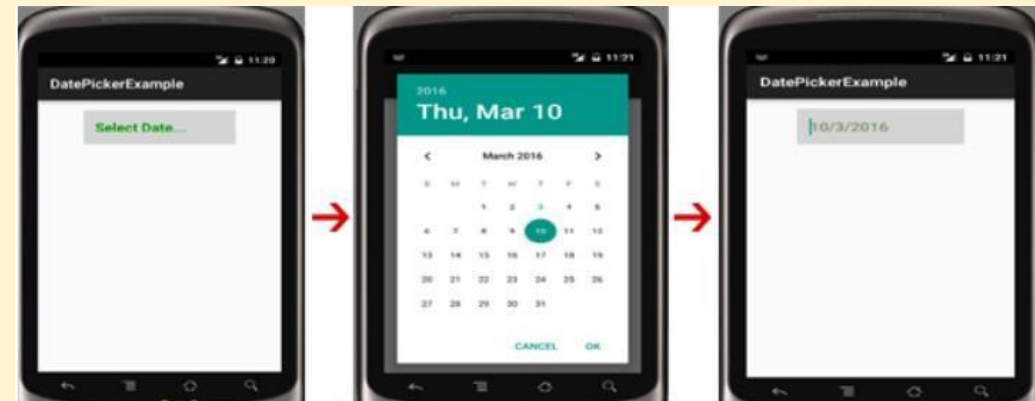 11:20
DatePickerExample
Select Date...
11:21
2016
Thu, Mar 10
< March 2016 >
S M T W T F S
1 2 3 4 5
6 7 8 9 10 11 12
13 14 15 16 17 18 19
20 21 22 23 24 25 26
27 28 29 30 31
CANCEL OK
11:21
DatePickerExample
10/3/2016